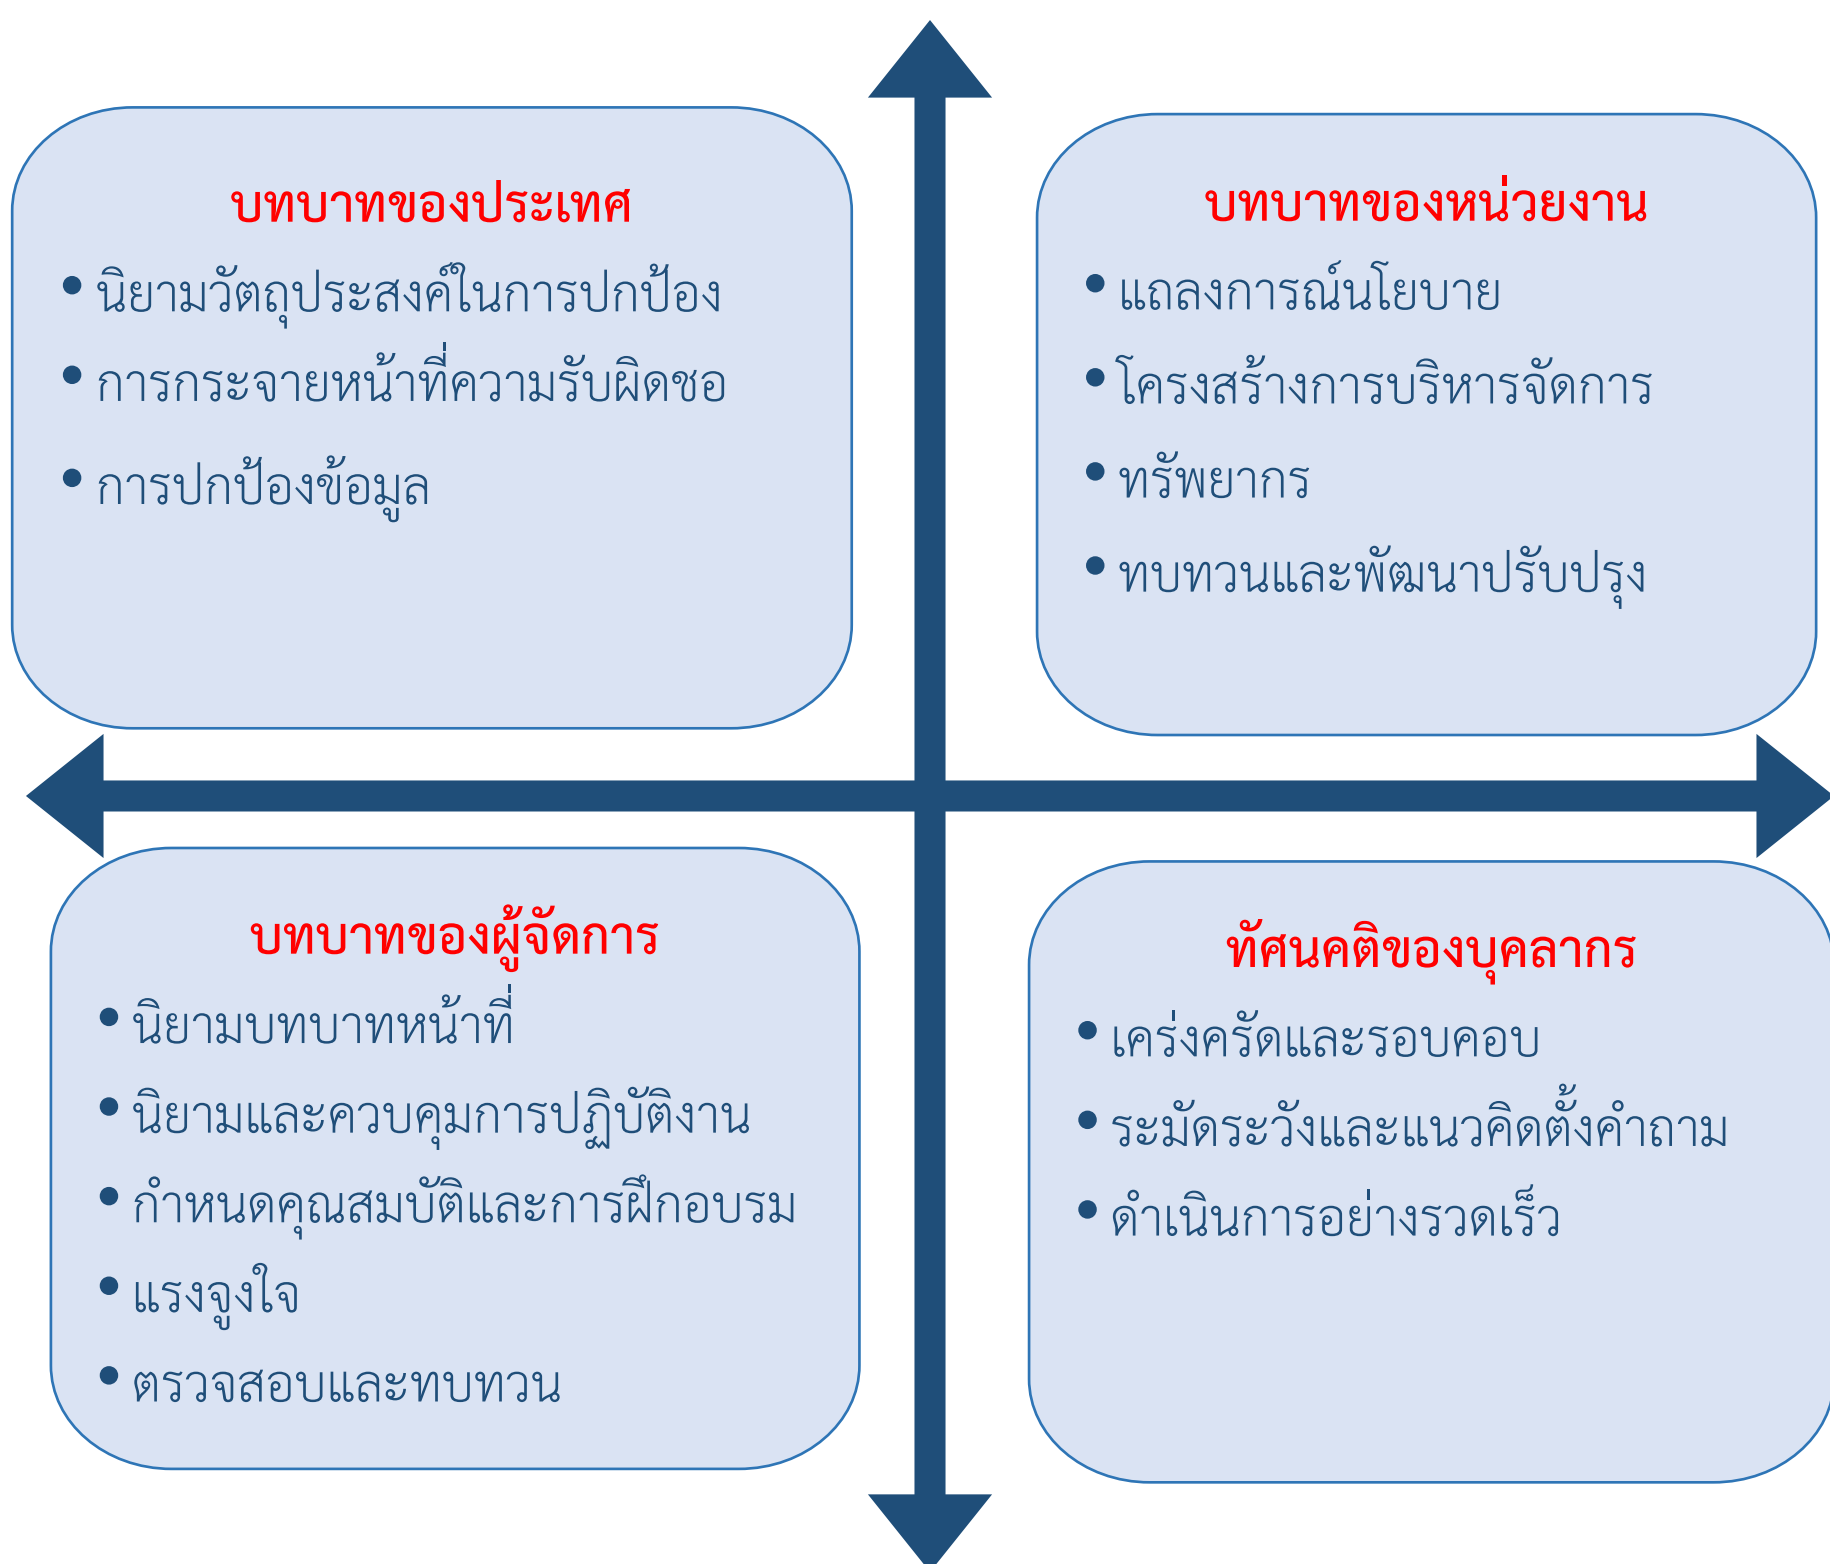 บทบาทของประเทศ
• นิยามวัตถุประสงค์ในการปกป้อง
• การกระจายหน้าที่ความรับผิดชอ
• การปกป้องข้อมูล
บทบาทของหน่วยงาน
• แถลงการณ์นโยบาย
• โครงสร้างการบริหารจัดการ
• ทรัพยากร
• ทบทวนและพัฒนาปรับปรุง
บทบาทของผู้จัดการ
• นิยามบทบาทหน้าที่
• นิยามและควบคุมการปฏิบัติงาน
• กำหนดคุณสมบัติและการฝึกอบรม
• แรงจูงใจ
• ตรวจสอบและทบทวน
ทัศนคติของบุคลากร
• เคร่งครัดและรอบคอบ
• ระมัดระวังและแนวคิดตั้งคำถาม
• ดำเนินการอย่างรวดเร็ว